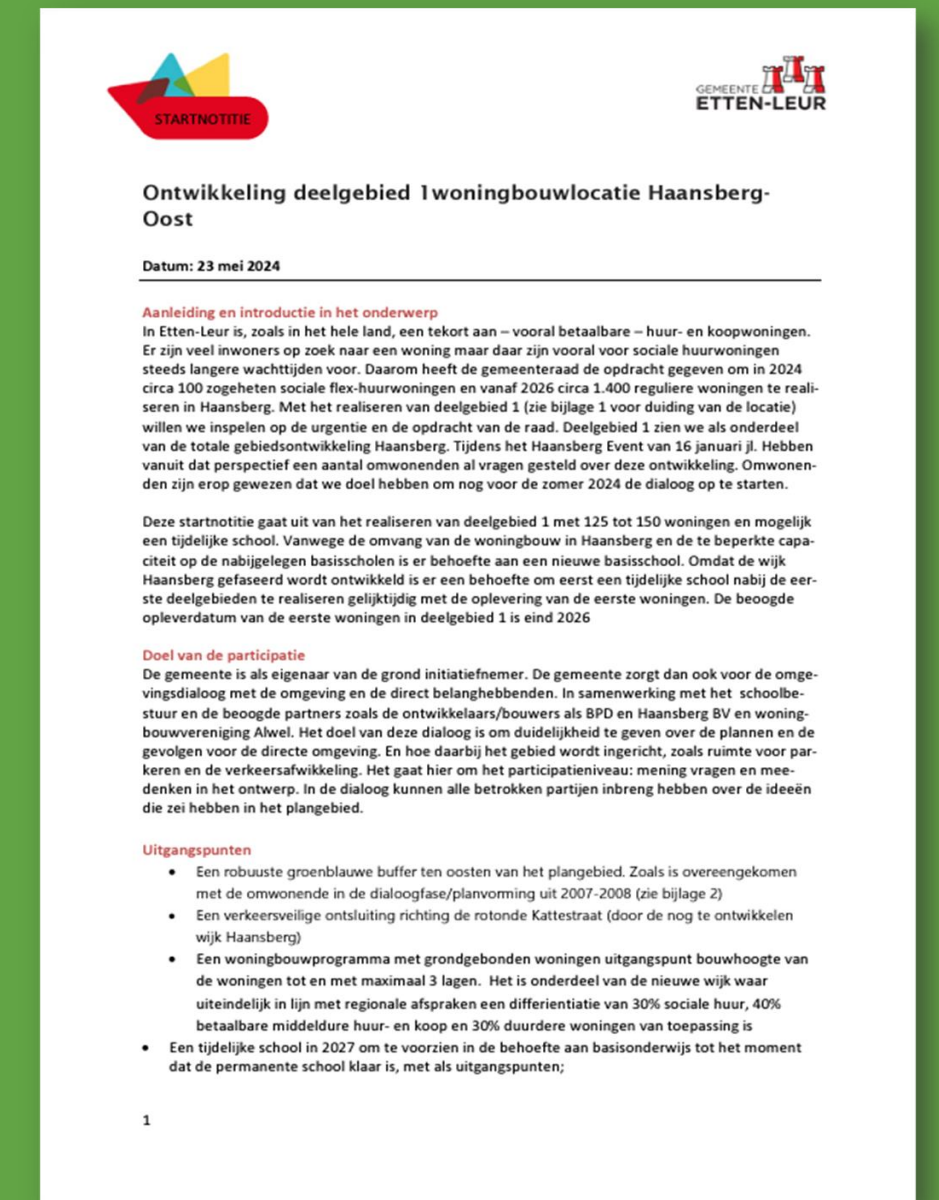 STARTNOTITIE
GEMEENTE
ETTEN-LEUR
Ontwikkeling deelgebied 1woningbouwlocatie Haansberg-
Oost
Datum: 23 mei 2024
Aanleiding en introductie in het onderwerp
In Etten-Leur is, zoals in het hele land, een tekort aan – vooral betaalbare – huur- en koopwoningen.
Er zijn veel inwoners op zoek naar een woning maar daar zijn vooral voor sociale huurwoningen
steeds langere wachttijden voor. Daarom heeft de gemeenteraad de opdracht gegeven om in 2024
circa 100 zogeheten sociale flex-huurwoningen en vanaf 2026 circa 1.400 reguliere woningen te reali-
seren in Haansberg. Met het realiseren van deelgebied 1 (zie bijlage 1 voor duiding van de locatie)
willen we inspelen op de urgentie en de opdracht van de raad. Deelgebied 1 zien we als onderdeel
van de totale gebiedsontwikkeling Haansberg. Tijdens het Haansberg Event van 16 januari jl. Hebben
vanuit dat perspectief een aantal omwonenden al vragen gesteld over deze ontwikkeling. Omwonen-
den zijn erop gewezen dat we doel hebben om nog voor de zomer 2024 de dialoog op te starten.
Deze startnotitie gaat uit van het realiseren van deelgebied 1 met 125 tot 150 woningen en mogelijk
een tijdelijke school. Vanwege de omvang van de woningbouw in Haansberg en de te beperkte capa-
citeit op de nabijgelegen basisscholen is er behoefte aan een nieuwe basisschool. Omdat de wijk
Haansberg gefaseerd wordt ontwikkeld is er een behoefte om eerst een tijdelijke school nabij de eer-
ste deelgebieden te realiseren gelijktijdig met de oplevering van de eerste woningen. De beoogde
opleverdatum van de eerste woningen in deelgebied 1 is eind 2026
Doel van de participatie
De gemeente is als eigenaar van de grond initiatiefnemer. De gemeente zorgt dan ook voor de omge-
vingsdialoog met de omgeving en de direct belanghebbenden. In samenwerking met het schoolbe-
stuur en de beoogde partners zoals de ontwikkelaars/bouwers als BPD en Haansberg BV en woning-
bouwvereniging Alwel. Het doel van deze dialoog is om duidelijkheid te geven over de plannen en de
gevolgen voor de directe omgeving. En hoe daarbij het gebied wordt ingericht, zoals ruimte voor par-
keren en de verkeersafwikkeling. Het gaat hier om het participatieniveau: mening vragen en mee-
denken in het ontwerp. In de dialoog kunnen alle betrokken partijen inbreng hebben over de ideeën
die zei hebben in het plangebied.
Uitgangspunten
• Een robuuste groenblauwe buffer ten oosten van het plangebied. Zoals is overeengekomen
met de omwonende in de dialoogfase/planvorming uit 2007-2008 (zie bijlage 2)
• Een verkeersveilige ontsluiting richting de rotonde Kattestraat (door de nog te ontwikkelen
wijk Haansberg)
• Een woningbouwprogramma met grondgebonden woningen uitgangspunt bouwhoogte van
de woningen tot en met maximaal 3 lagen. Het is onderdeel van de nieuwe wijk waar
uiteindelijk in lijn met regionale afspraken een differientiatie van 30% sociale huur, 40%
betaalbare middeldure huur- en koop en 30% duurdere woningen van toepassing is
• Een tijdelijke school in 2027 om te voorzien in de behoefte aan basisonderwijs tot het moment
dat de permanente school klaar is, met als uitgangspunten;
1